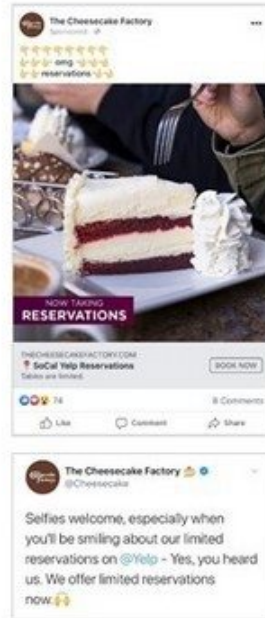 The Cheesecake Factory
Sponsored
omg
reservations
NOW TAKING
RESERVATIONS
THECHEESECAKEFACTORY.COM
SoCal Yelp Reservations
BOOK NOW
Tables are limited.
74
8 Comments
Like
Comment
Share
The Cheesecake Factory
@Cheesecake
Selfies welcome, especially when
you'll be smiling about our limited
reservations on @Yelp - Yes, you heard
us. We offer limited reservations
now.